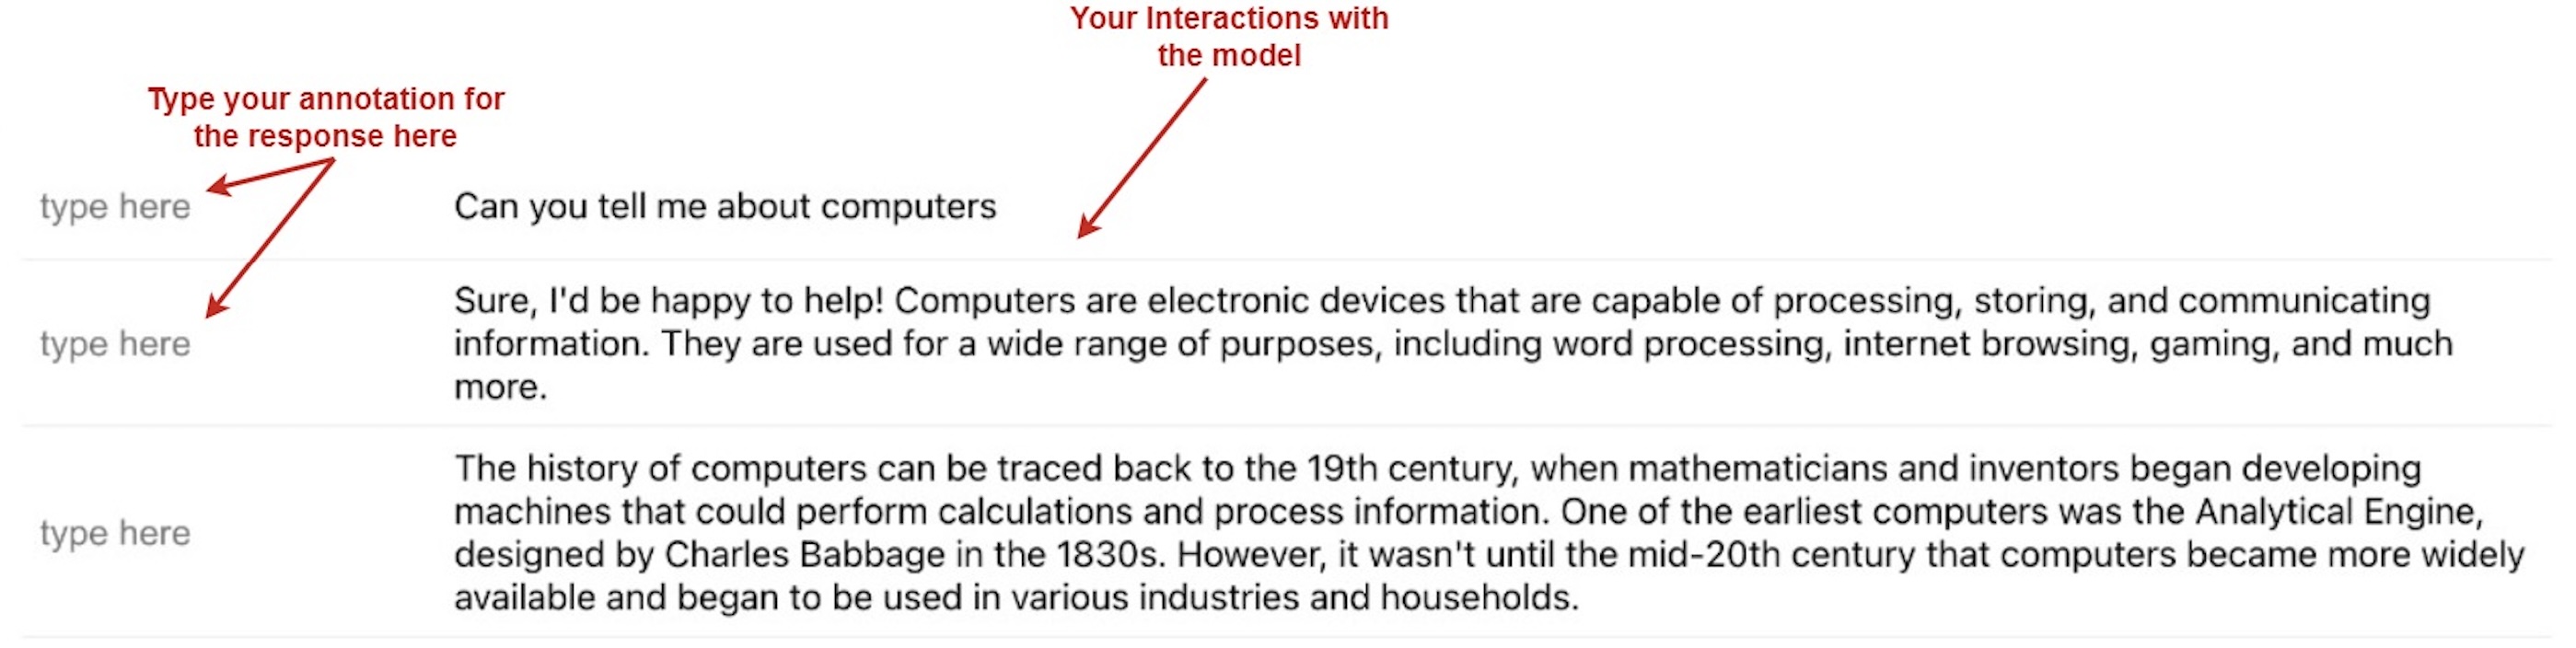 Your Interactions with
the model
Type your annotation for
the response here
type here
Can you tell me about computers
type here
Sure, I'd be happy to help! Computers are electronic devices that are capable of processing, storing, and communicating
information. They are used for a wide range of purposes, including word processing, internet browsing, gaming, and much
more.
type here
The history of computers can be traced back to the 19th century, when mathematicians and inventors began developing
machines that could perform calculations and process information. One of the earliest computers was the Analytical Engine,
designed by Charles Babbage in the 1830s. However, it wasn't until the mid-20th century that computers became more widely
available and began to be used in various industries and households.